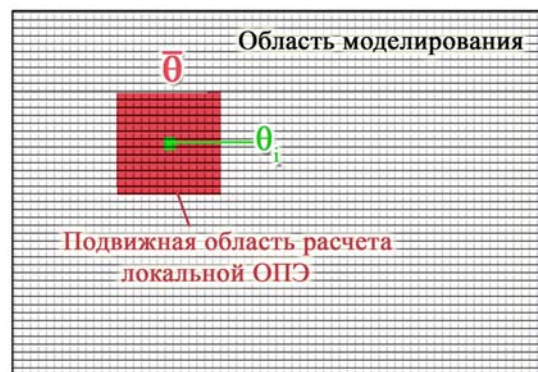 Область моделирования
θ̅
θi
Подвижная область расчета
локальной ОПЭ